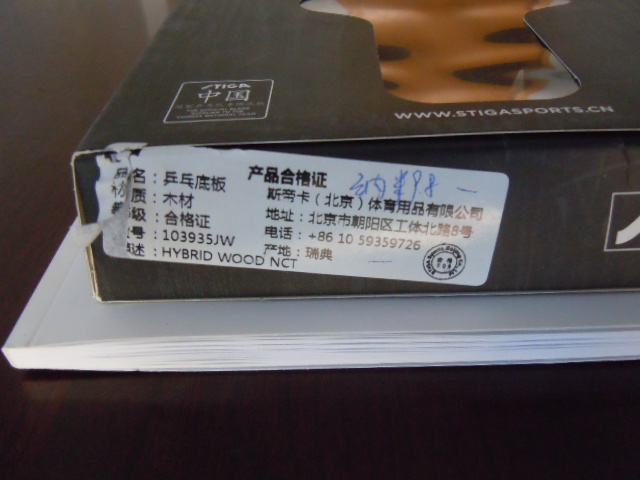 STIGA
中国
WWW.STIGASPORTS.CN
产品合格证
品名：乒乓底板
质：木材
级：合格证
号：103935JW
述：HYBRID WOOD NCT
斯帝卡（北京）体育用品有限公司
地址：北京市朝阳区工体北路8号
电话：+86 10 59359726
产地：瑞典